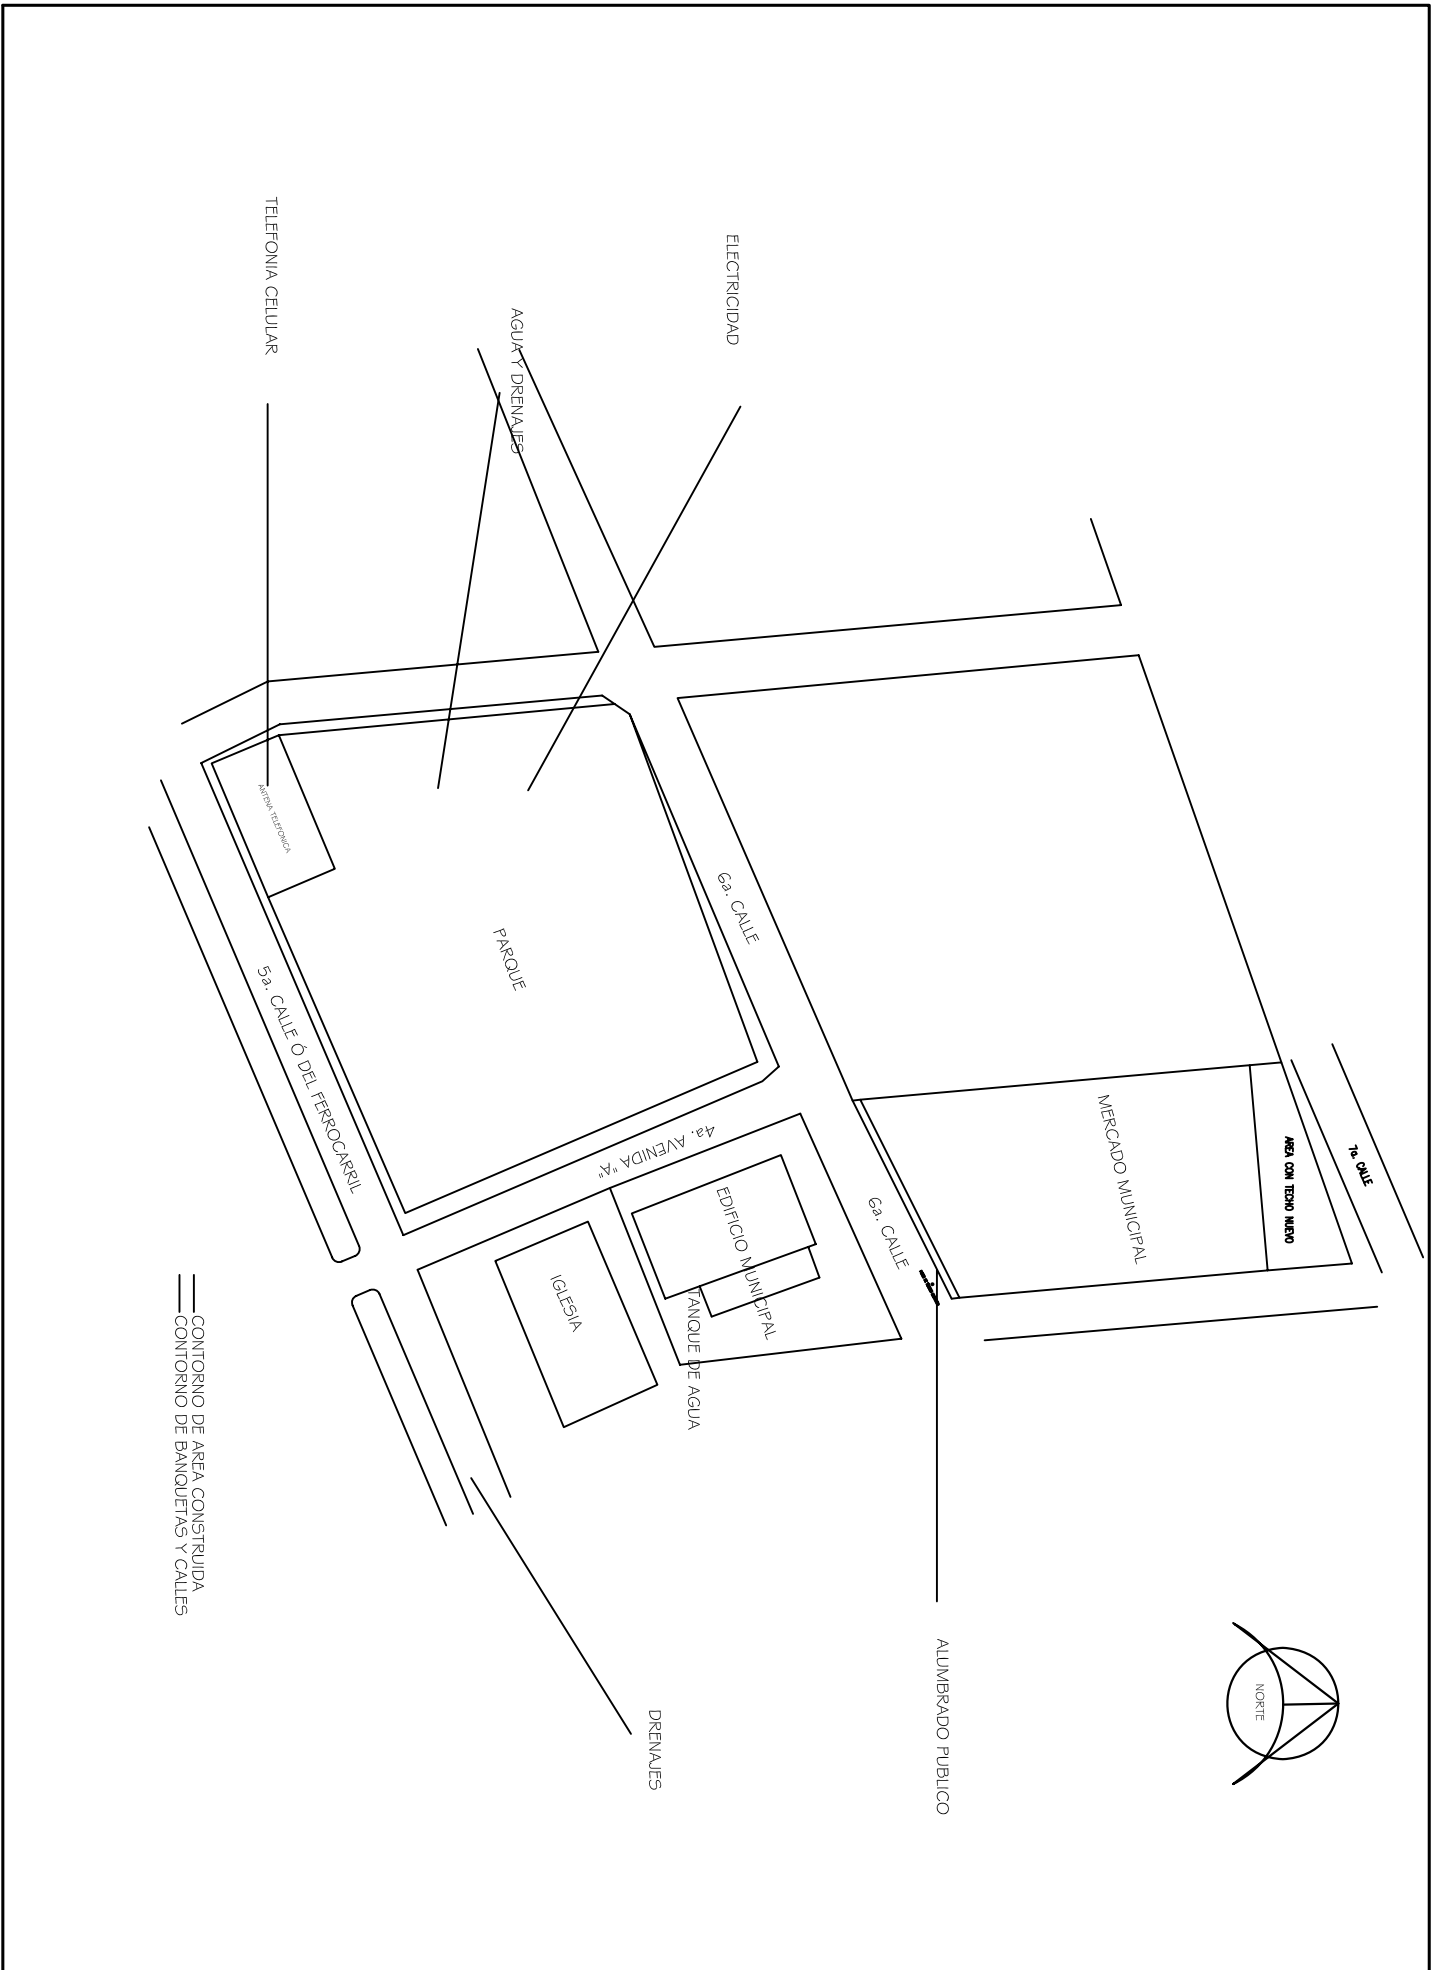 7a. CALLE
AREA CON TECHO NUEVO
NORTE
MERCADO MUNICIPAL
ALUMBRADO PUBLICO
6a. CALLE
ELECTRICIDAD
6a. CALLE
EDIFICIO MUNICIPAL
4a. AVENIDA "A"
TANQUE DE AGUA
DRENAJES
IGLESIA
AGUA Y DRENAJES
PARQUE
TELEFONIA CELULAR
ANTENA TELEFONICA
5a. CALLE Ó DEL FERROCARRIL
CONTORNO DE AREA CONSTRUIDA
CONTORNO DE BANQUETAS Y CALLES